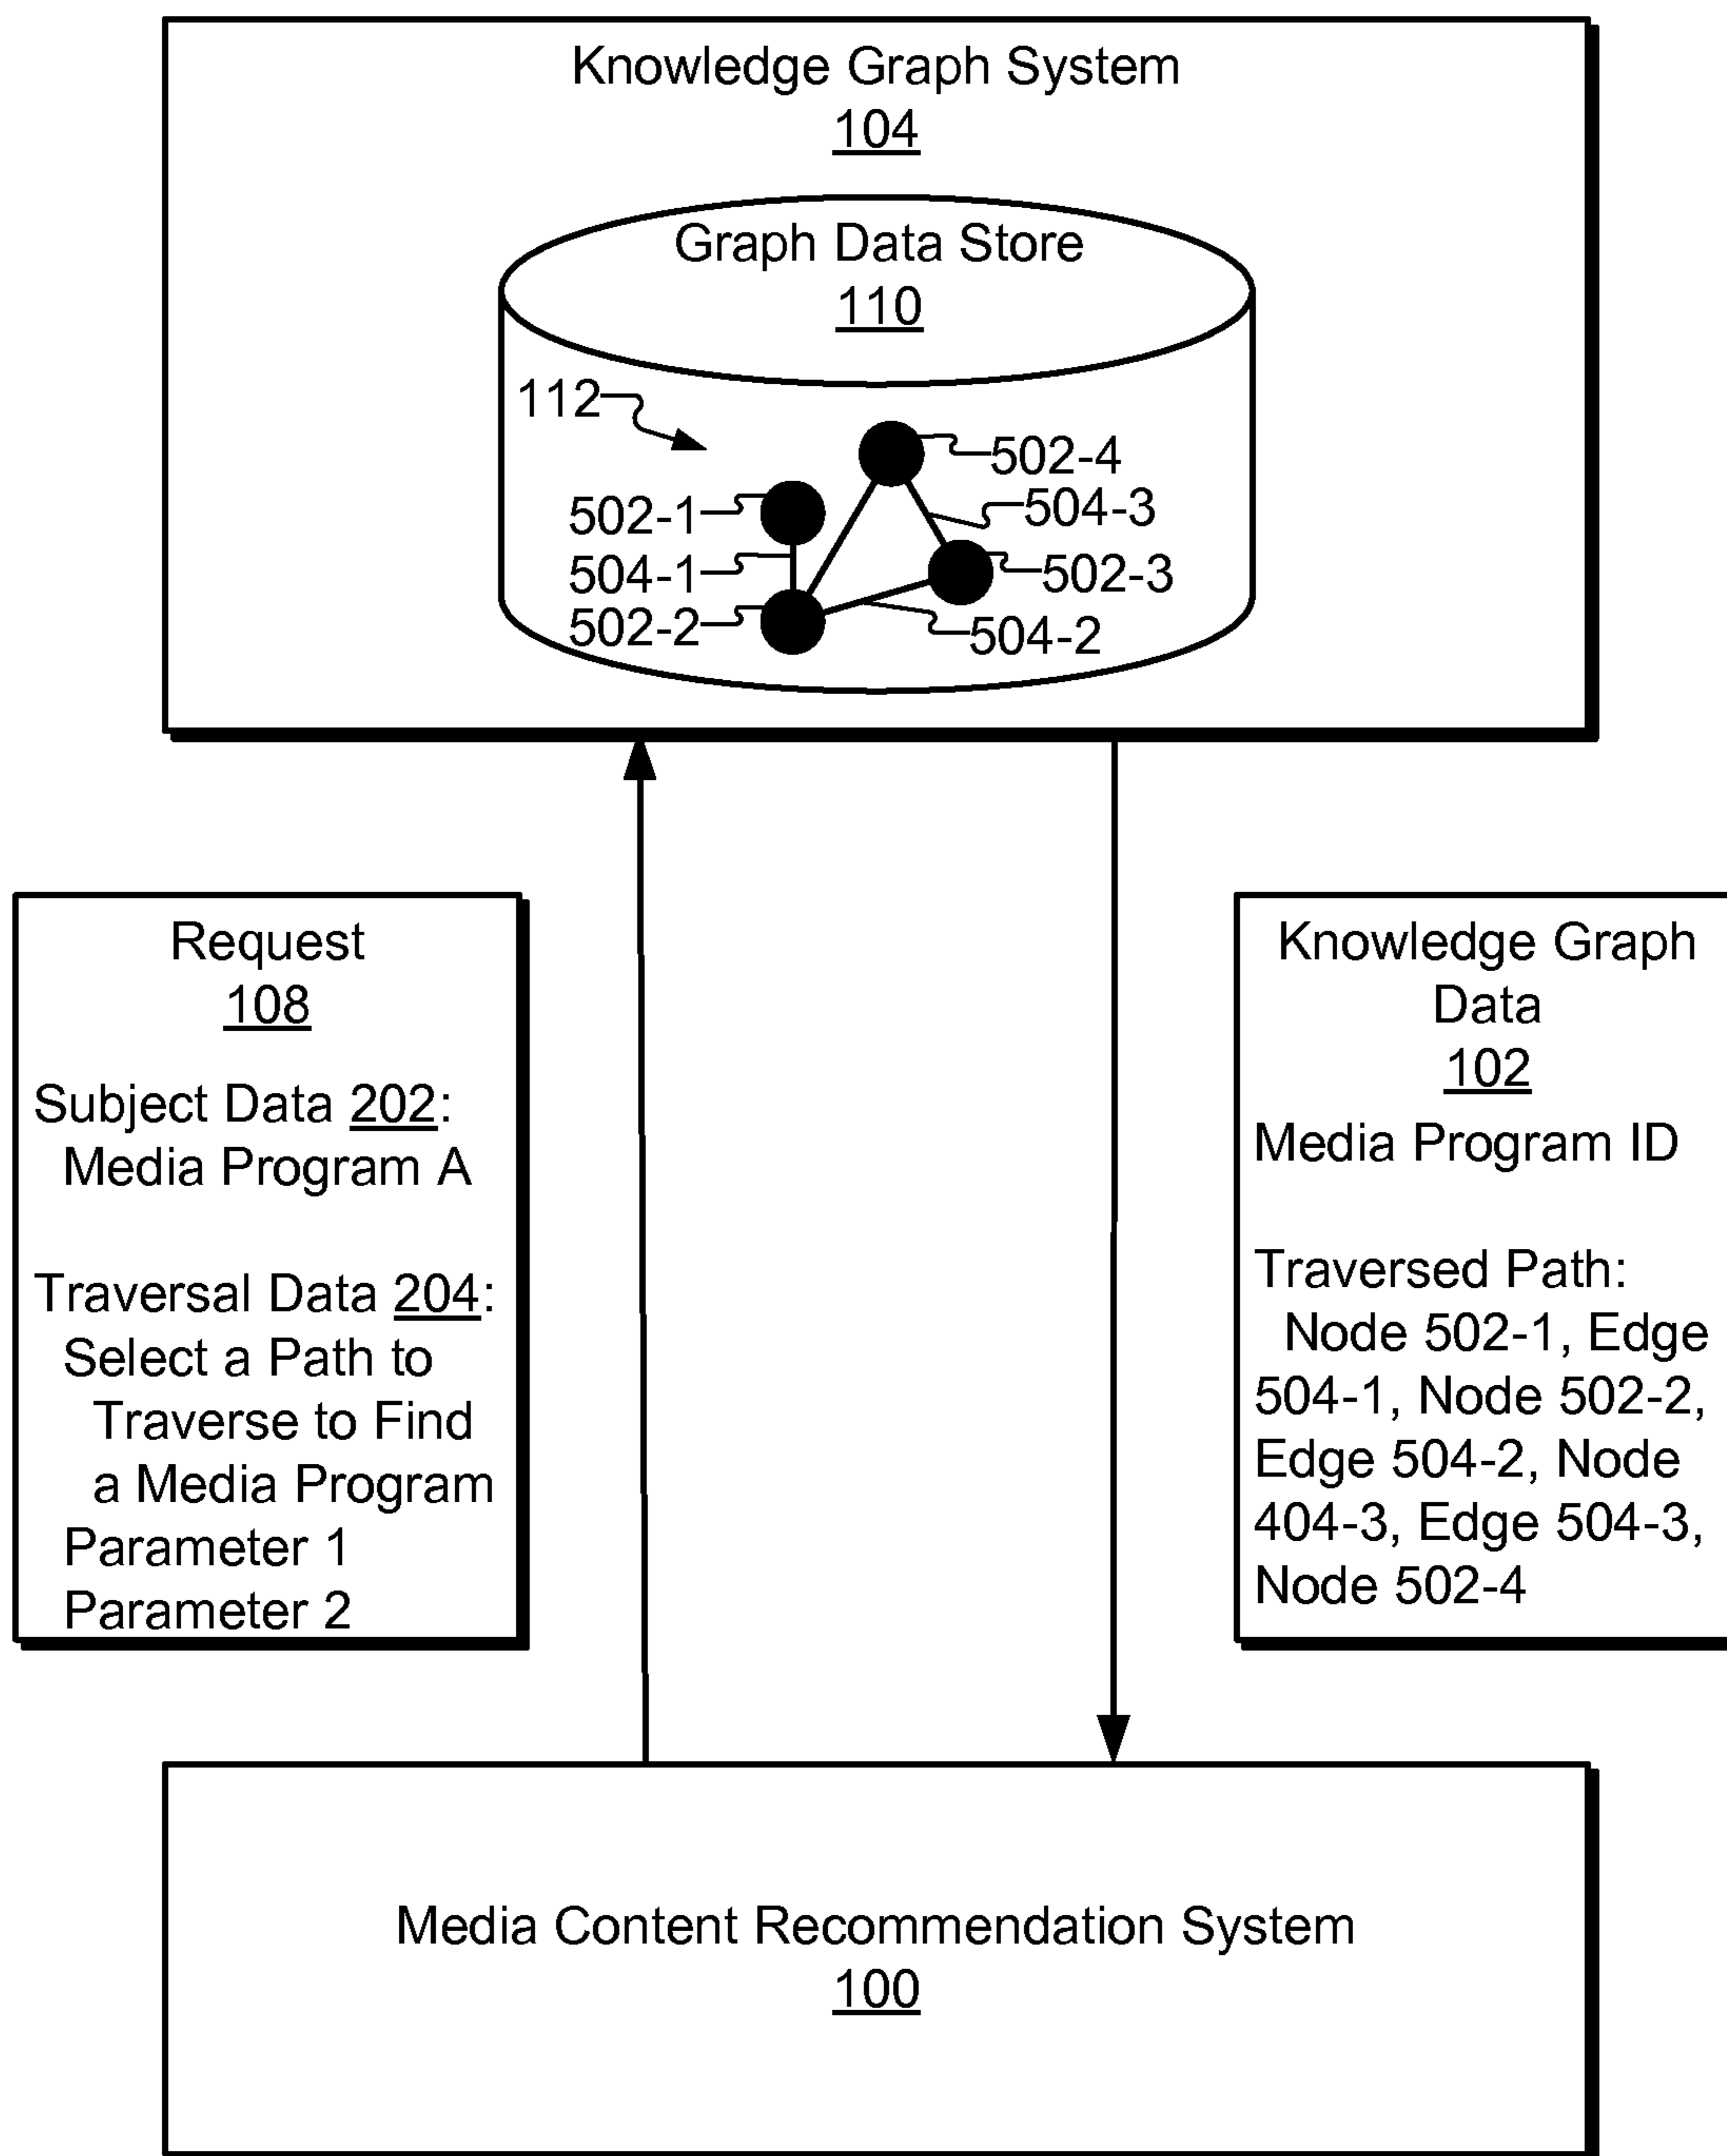 Knowledge Graph System
104
Graph Data Store
110
112
502-4
502-1
504-3
504-1
502-3
502-2
504-2
Request
108
Subject Data 202:
Media Program A
Traversal Data 204:
Select a Path to
Traverse to Find
a Media Program
Parameter 1
Parameter 2
Knowledge Graph
Data
102
Media Program ID
Traversed Path:
Node 502-1, Edge
504-1, Node 502-2,
Edge 504-2, Node
404-3, Edge 504-3,
Node 502-4
Media Content Recommendation System
100